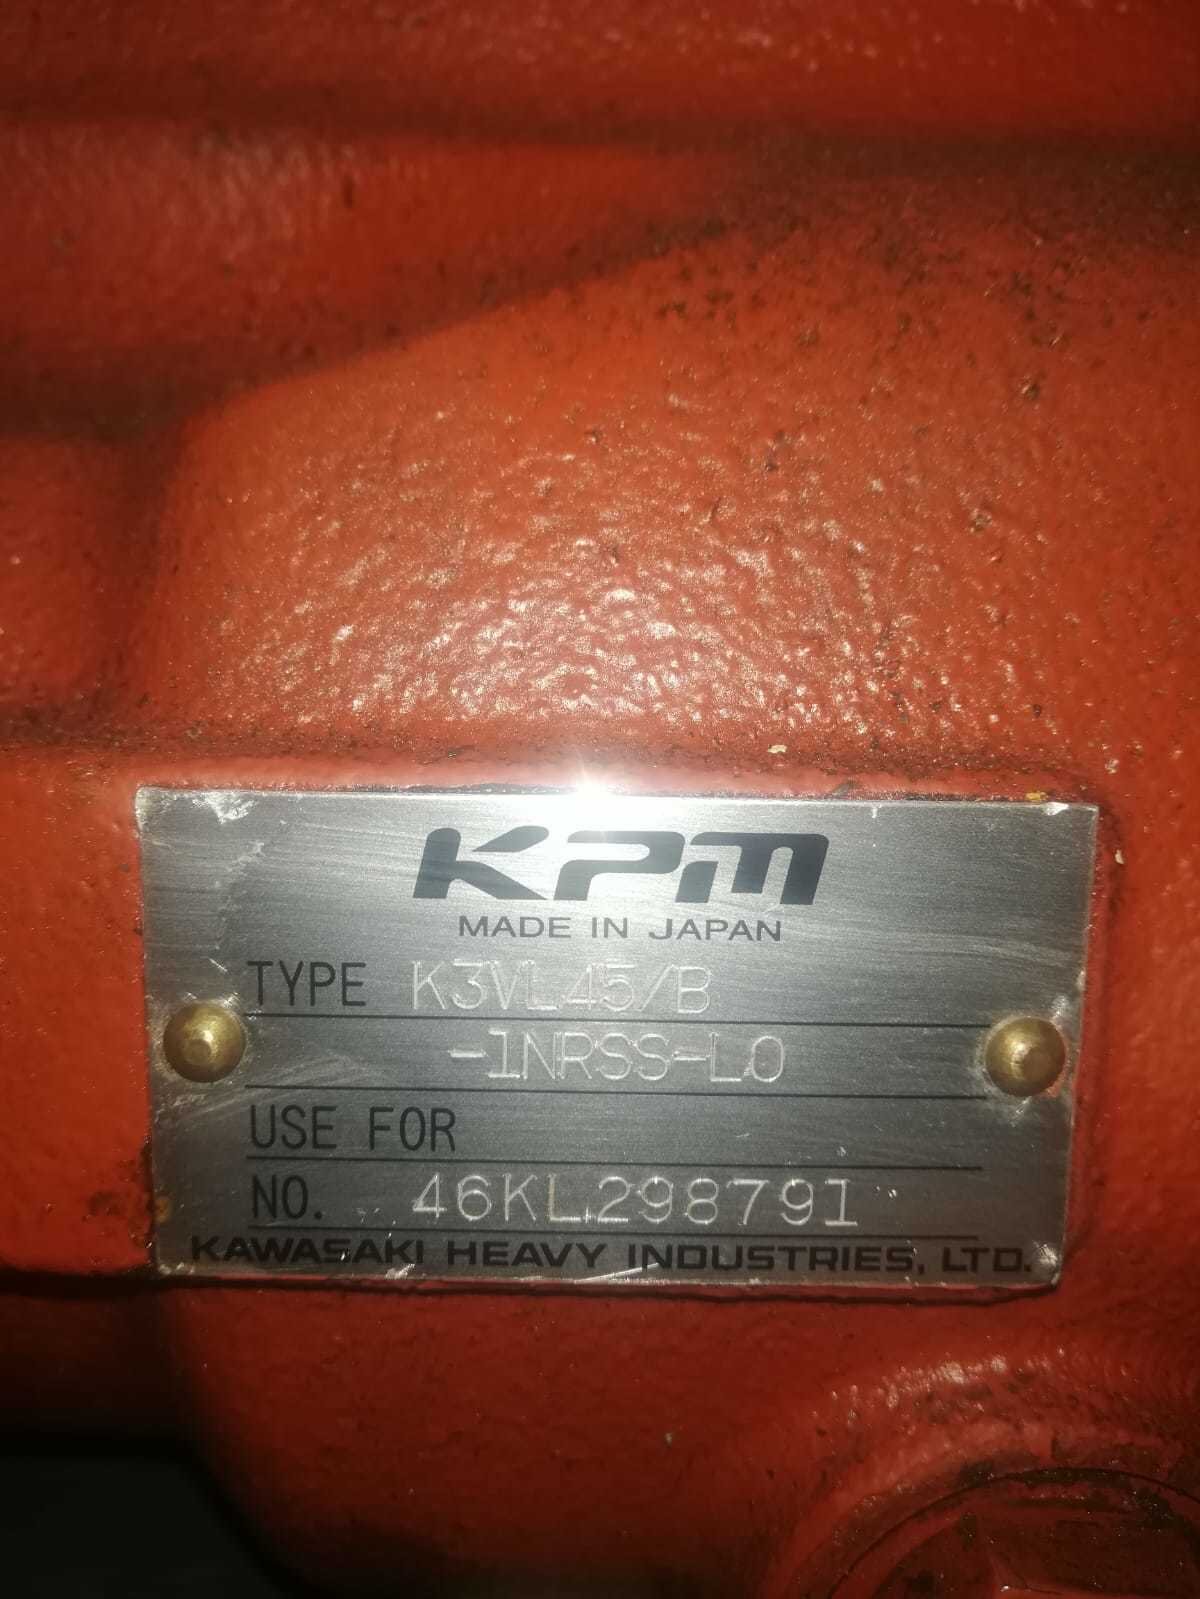 KPM
MADE IN JAPAN
TYPE K3VL45/B
-1NRSS-L0
USE FOR
NO. 46KL298791
KAWASAKI HEAVY INDUSTRIES, LTD.